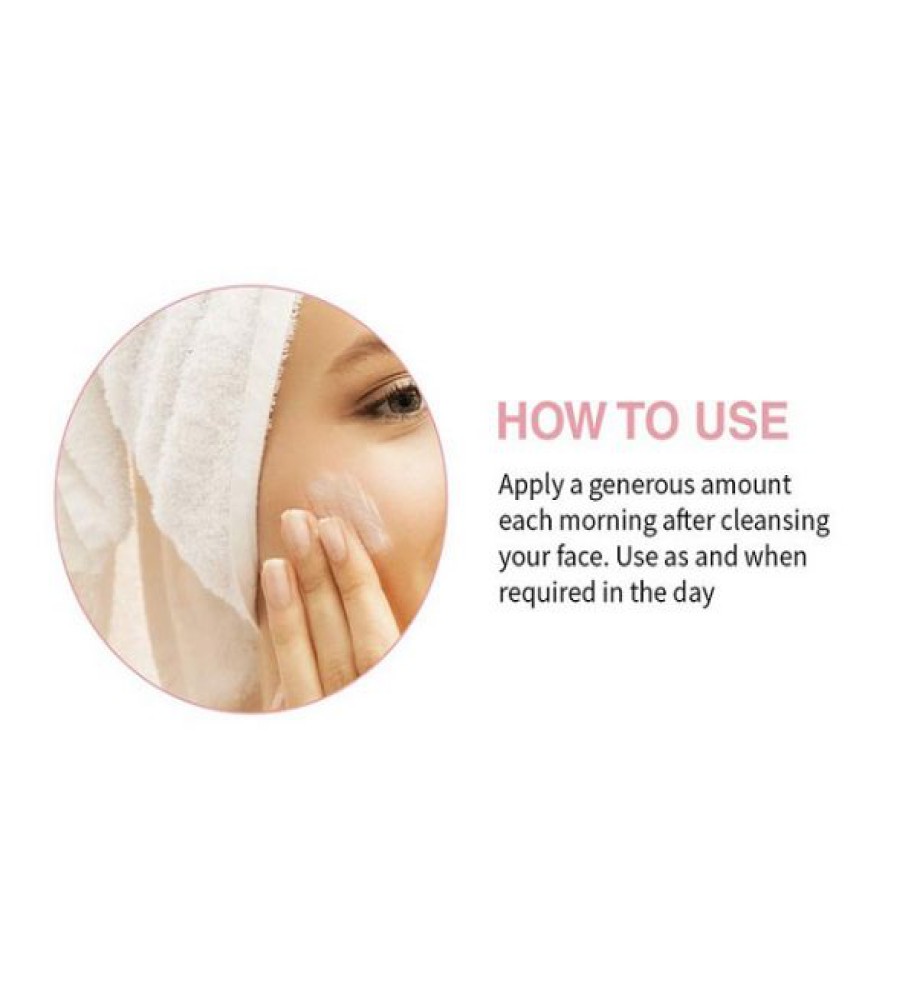 HOW TO USE
Apply a generous amount
each morning after cleansing
your face. Use as and when
required in the day